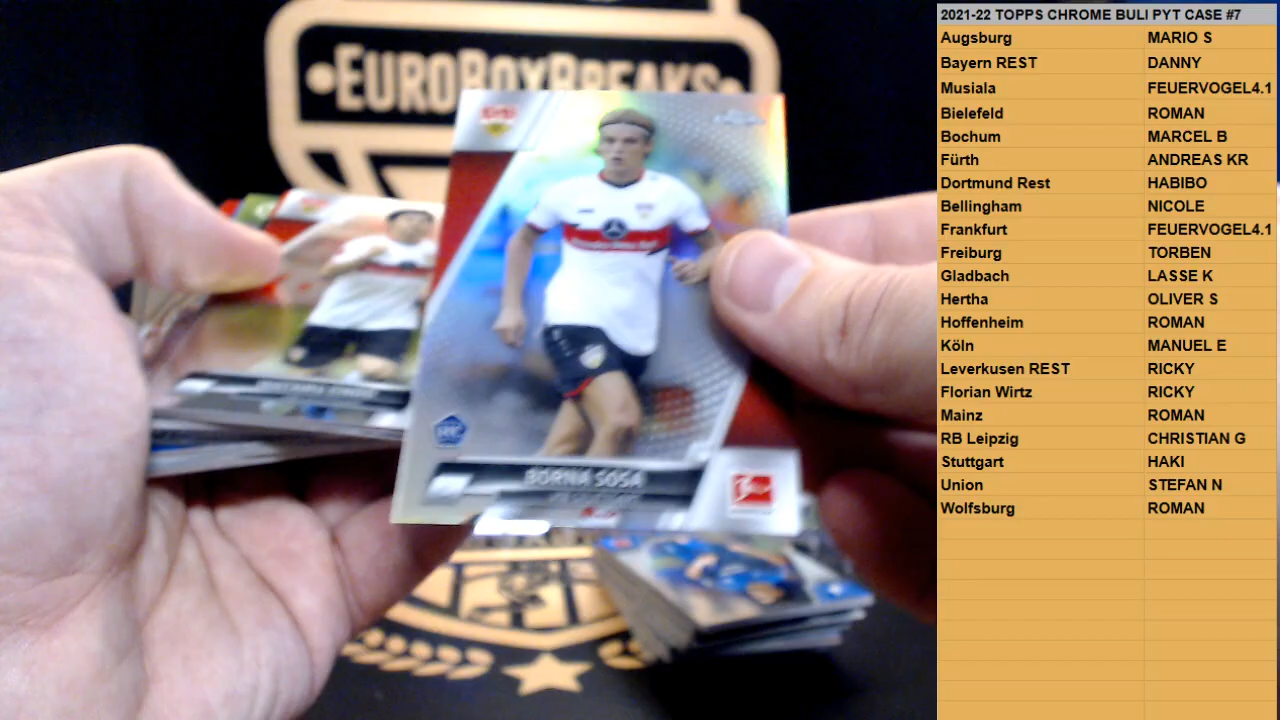 EUROBOXBREAKS
BORNA SOSA
RC
2021-22 TOPPS CHROME BULI PYT CASE #7
Augsburg MARIO S
Bayern REST DANNY
Musiala FEUERVOGEL4.1
Bielefeld ROMAN
Bochum MARCEL B
Fürth ANDREAS KR
Dortmund Rest HABIBO
Bellingham NICOLE
Frankfurt FEUERVOGEL4.1
Freiburg TORBEN
Gladbach LASSE K
Hertha OLIVER S
Hoffenheim ROMAN
Köln MANUEL E
Leverkusen REST RICKY
Florian Wirtz RICKY
Mainz ROMAN
RB Leipzig CHRISTIAN G
Stuttgart HAKI
Union STEFAN N
Wolfsburg ROMAN